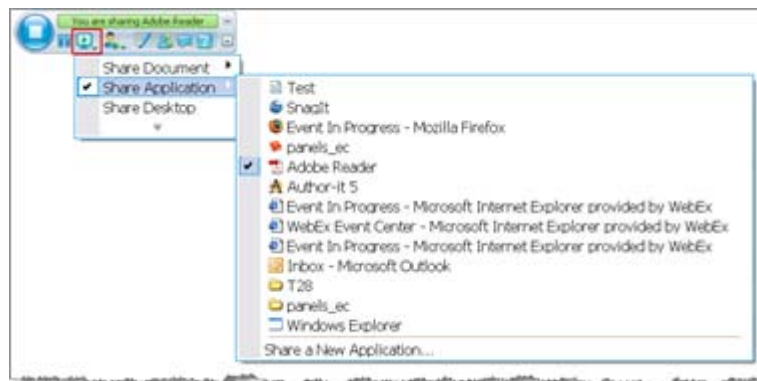 You are sharing Adobe Reader
Share Document
Share Application
Share Desktop
Test
SnagIt
Event In Progress - Mozilla Firefox
panels_ec
Adobe Reader
Author-it 5
Event In Progress - Microsoft Internet Explorer provided by WebEx
WebEx Event Center - Microsoft Internet Explorer provided by WebEx
Event In Progress - Microsoft Internet Explorer provided by WebEx
Inbox - Microsoft Outlook
T28
panels_ec
Windows Explorer
Share a New Application...